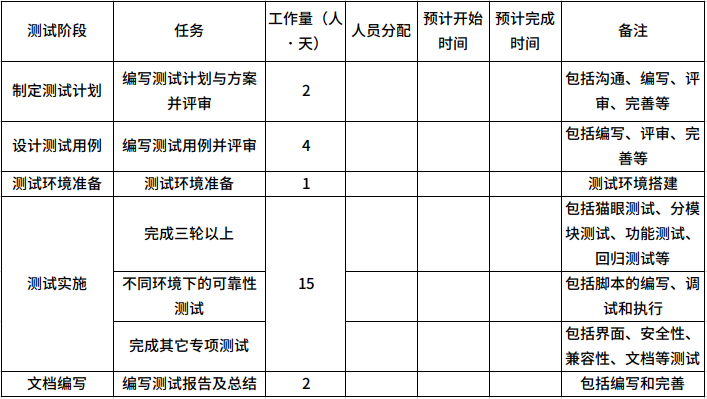 测试阶段
任务
工作量（人
·天）
人员分配
预计开始
时间
预计完成
时间
备注
制定测试计划
编写测试计划与方案
并评审
2
包括沟通、编写、评
审、完善等
设计测试用例
编写测试用例并评审
4
包括编写、评审、完
善等
测试环境准备
测试环境准备
1
测试环境搭建
测试实施
完成三轮以上
15
包括猫眼测试、分模
块测试、功能测试、
回归测试等
不同环境下的可靠性
测试
包括脚本的编写、调
试和执行
完成其它专项测试
包括界面、安全性、
兼容性、文档等测试
文档编写
编写测试报告及总结
2
包括编写和完善